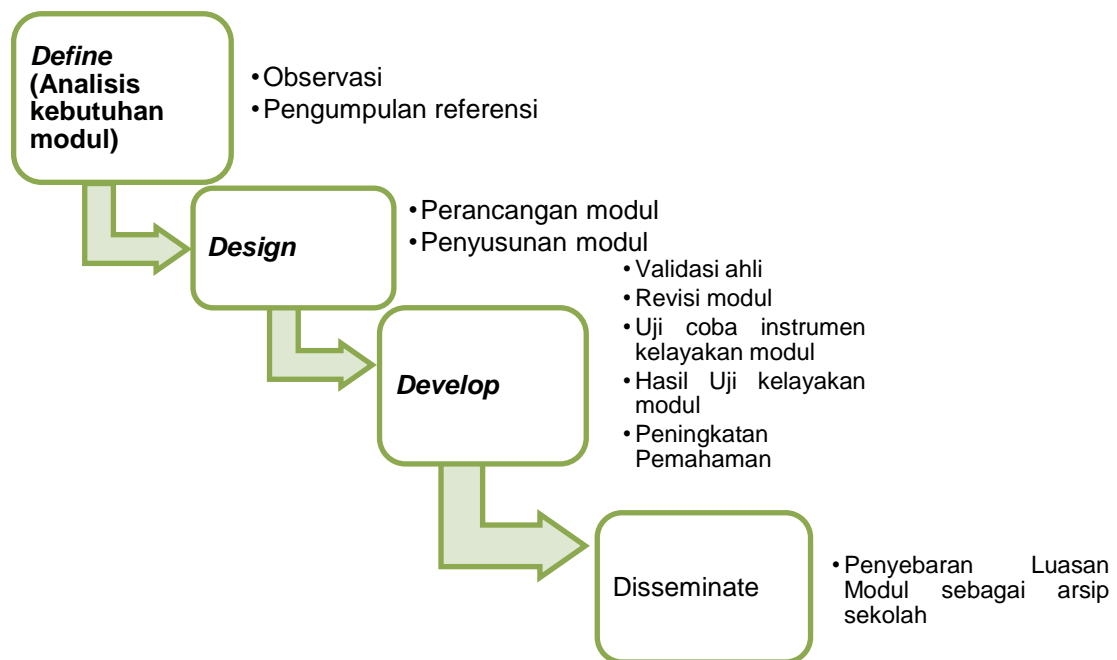 Define
(Analisis
kebutuhan
modul)
•Observasi
•Pengumpulan referensi
Design
•Perancangan modul
•Penyusunan modul
Develop
•Validasi ahli
•Revisi modul
•Uji coba instrumen
kelayakan modul
•Hasil Uji kelayakan
modul
•Peningkatan
Pemahaman
Disseminate
•Penyebaran Luasan
Modul sebagai arsip
sekolah